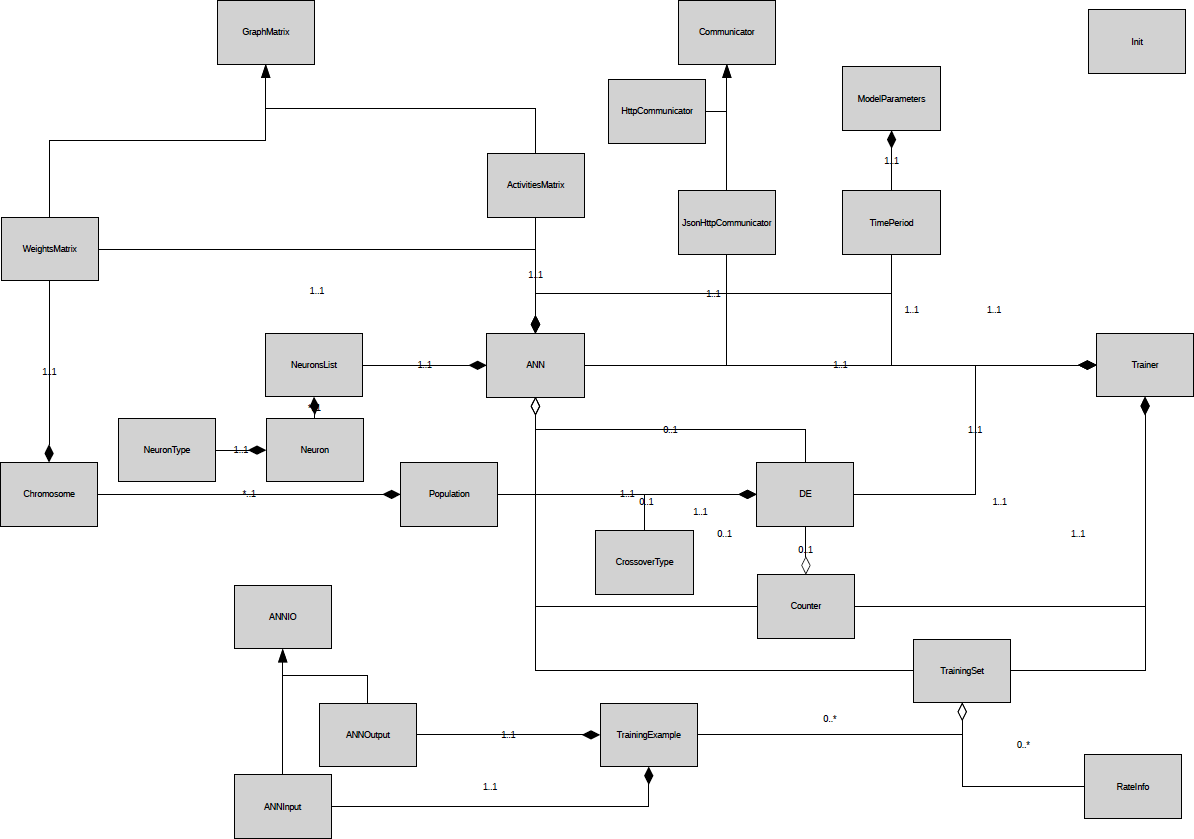 GraphMatrix
Communicator
Init
HttpCommunicator
ModelParameters
1..1
ActivitiesMatrix
WeightsMatrix
JsonHttpCommunicator
TimePeriod
1..1
1..1
1..1
1..1
1..1
NeuronsList
1..1
ANN
1..1
Trainer
1..1
NeuronType
1..1
Neuron
0..1
1..1
Chromosome
*..1
Population
1..1
0..1
1..1
DE
1..1
0..1
1..1
0..1
CrossoverType
Counter
ANNIO
TrainingSet
ANNOutput
1..1
TrainingExample
0..*
0..*
1..1
ANNInput
RateInfo